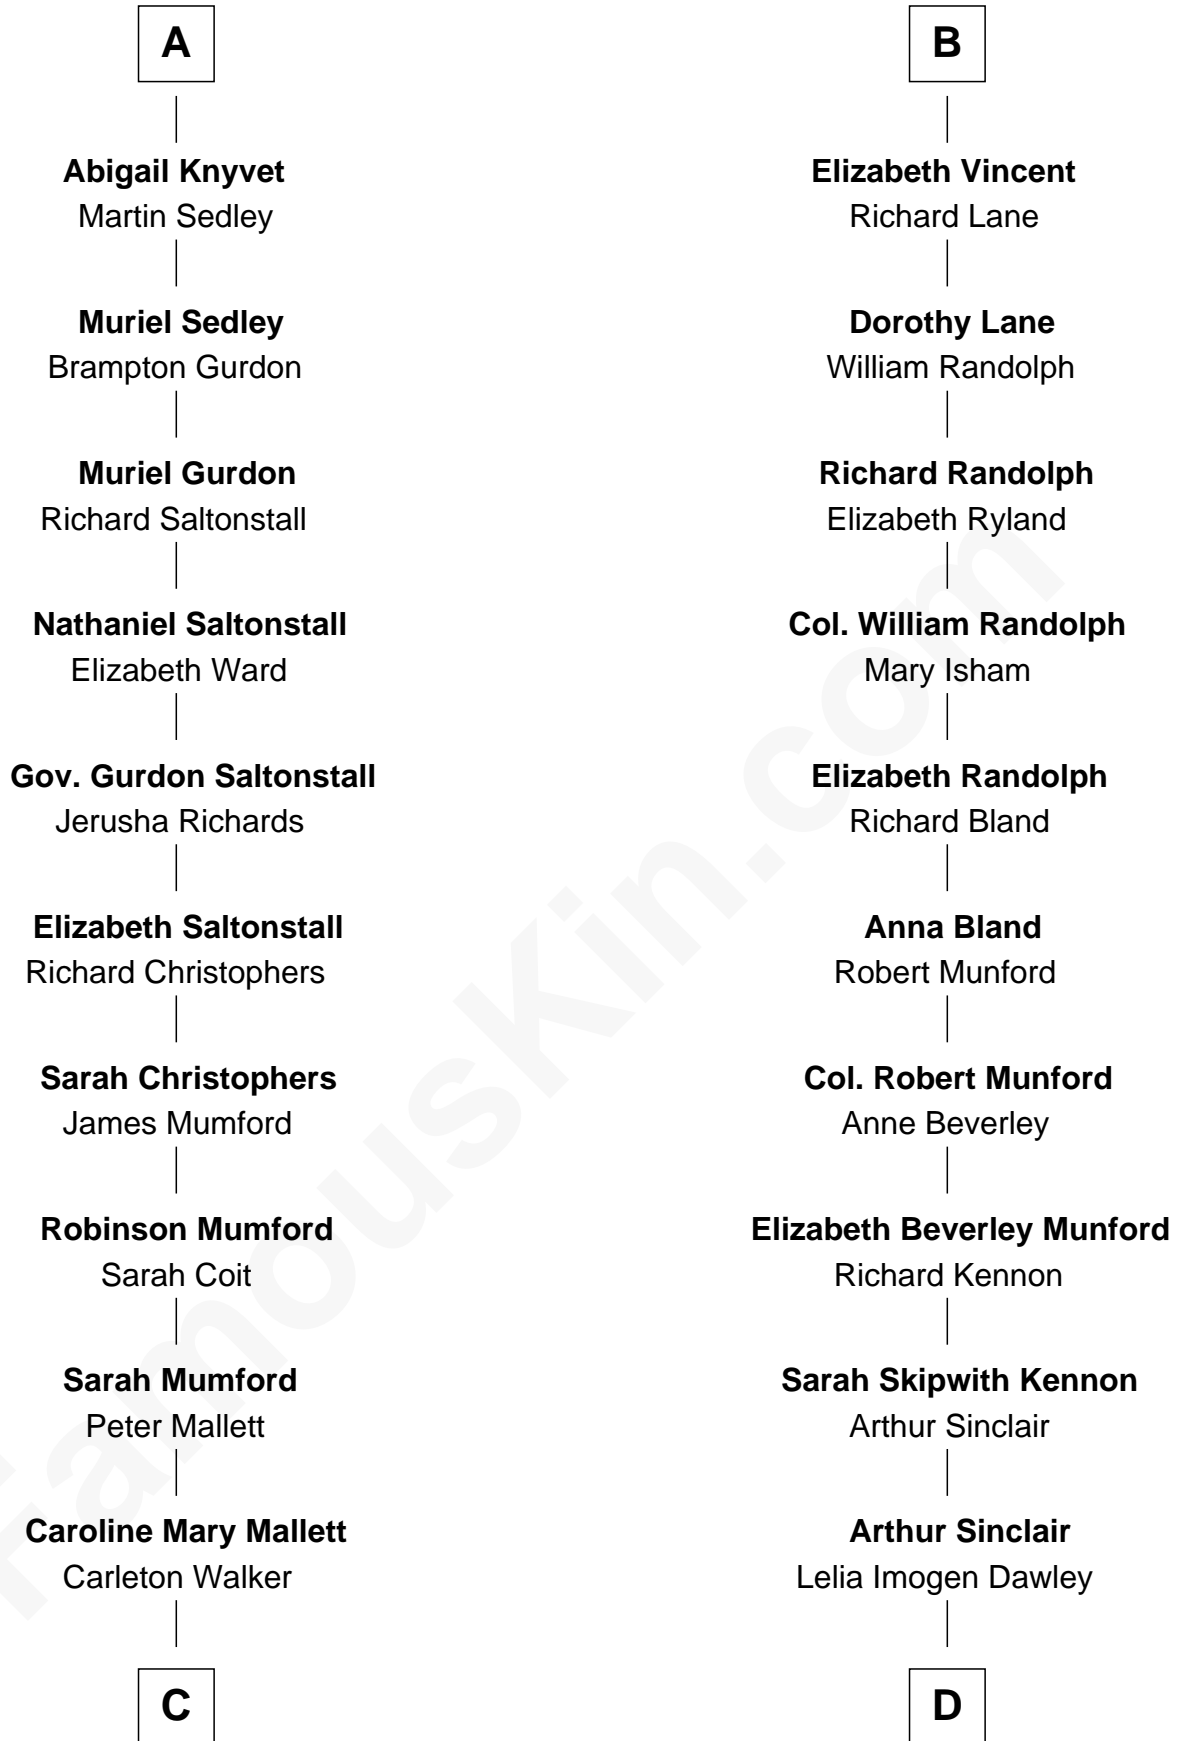 A
Abigail Knyvet
Martin Sedley
Muriel Sedley
Brampton Gurdon
Muriel Gurdon
Richard Saltonstall
Nathaniel Saltonstall
Elizabeth Ward
Gov. Gurdon Saltonstall
Jerusha Richards
Elizabeth Saltonstall
Richard Christophers
Sarah Christophers
James Mumford
Robinson Mumford
Sarah Coit
Sarah Mumford
Peter Mallett
Caroline Mary Mallett
Carleton Walker
C
B
Elizabeth Vincent
Richard Lane
Dorothy Lane
William Randolph
Richard Randolph
Elizabeth Ryland
Col. William Randolph
Mary Isham
Elizabeth Randolph
Richard Bland
Anna Bland
Robert Munford
Col. Robert Munford
Anne Beverley
Elizabeth Beverley Munford
Richard Kennon
Sarah Skipwith Kennon
Arthur Sinclair
Arthur Sinclair
Lelia Imogen Dawley
D
FamousKin.com